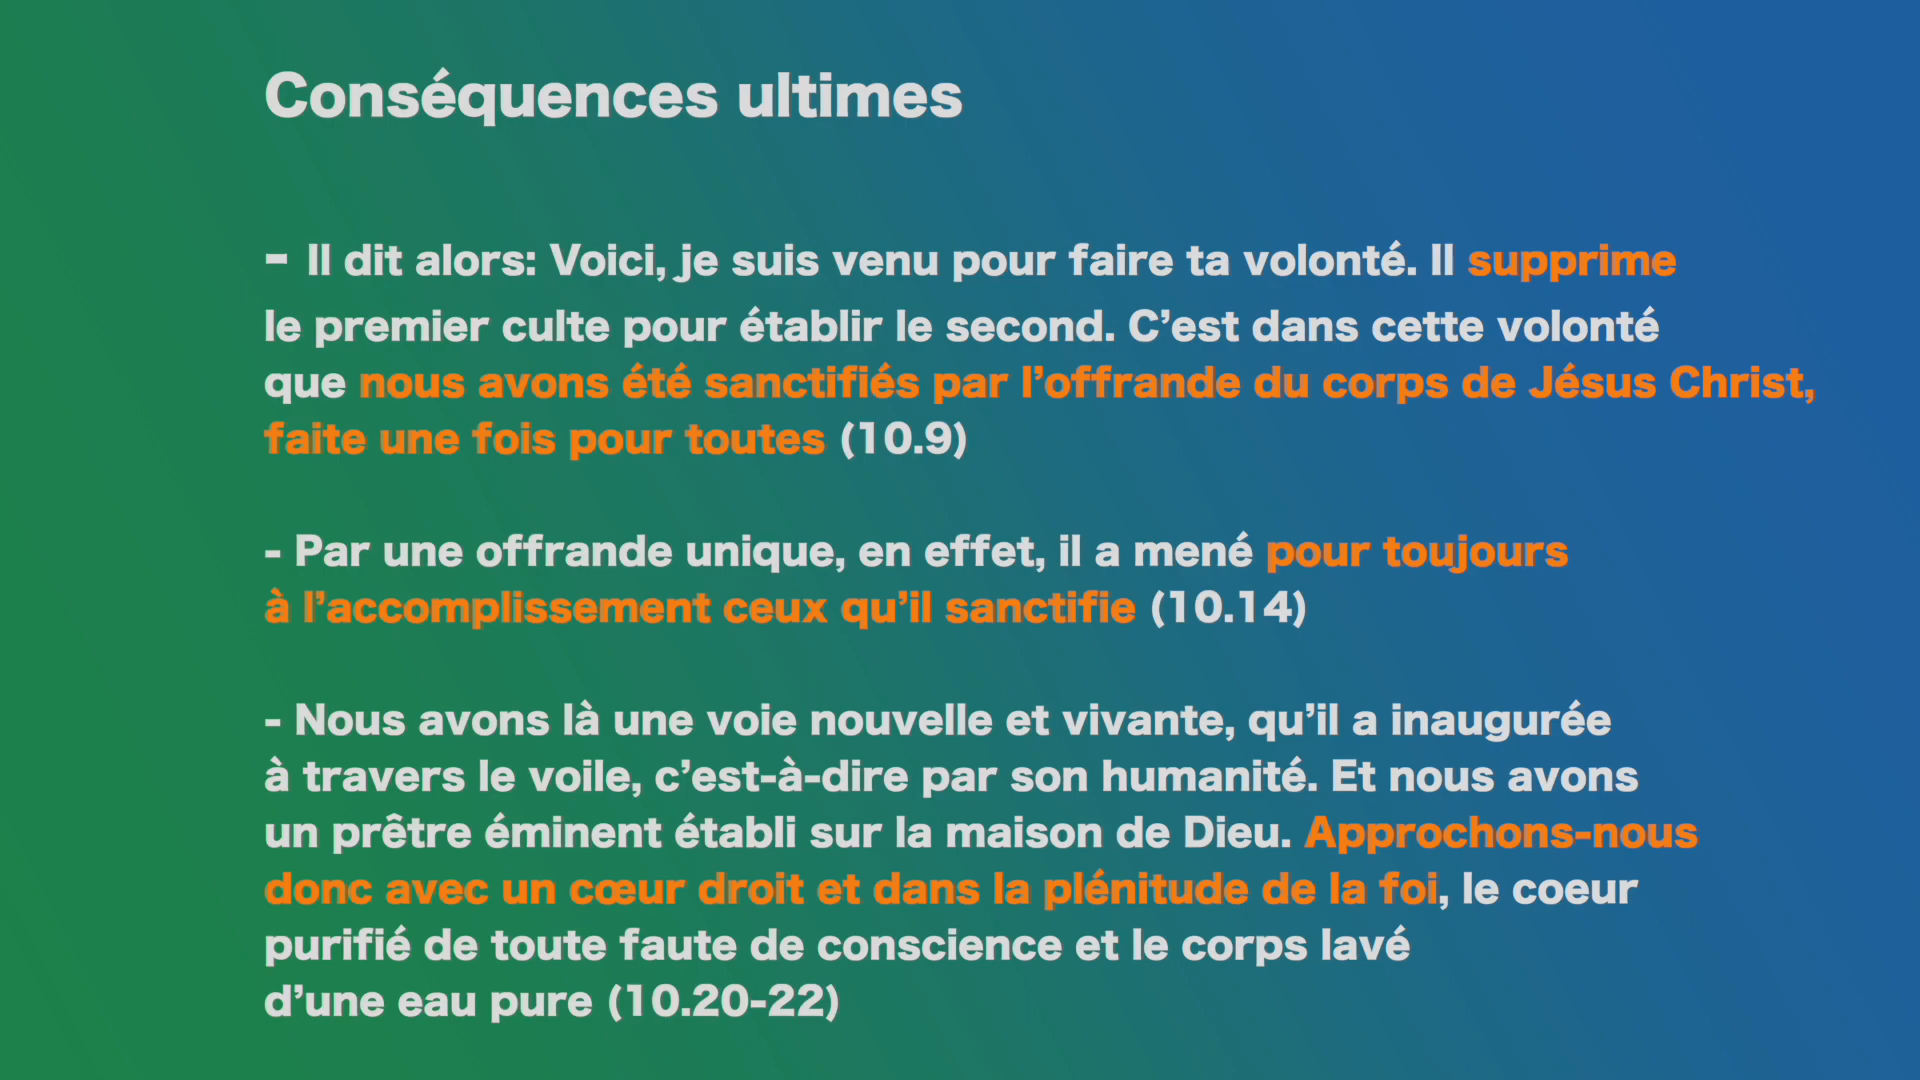 Conséquences ultimes
- Il dit alors: Voici, je suis venu pour faire ta volonté. Il supprime
le premier culte pour établir le second. C’est dans cette volonté
que nous avons été sanctifiés par l’offrande du corps de Jésus Christ,
faite une fois pour toutes (10.9)
- Par une offrande unique, en effet, il a mené pour toujours
à l’accomplissement ceux qu’il sanctifie (10.14)
- Nous avons là une voie nouvelle et vivante, qu’il a inaugurée
à travers le voile, c’est-à-dire par son humanité. Et nous avons
un prêtre éminent établi sur la maison de Dieu. Approchons-nous
donc avec un cœur droit et dans la plénitude de la foi, le coeur
purifié de toute faute de conscience et le corps lavé
d’une eau pure (10.20-22)